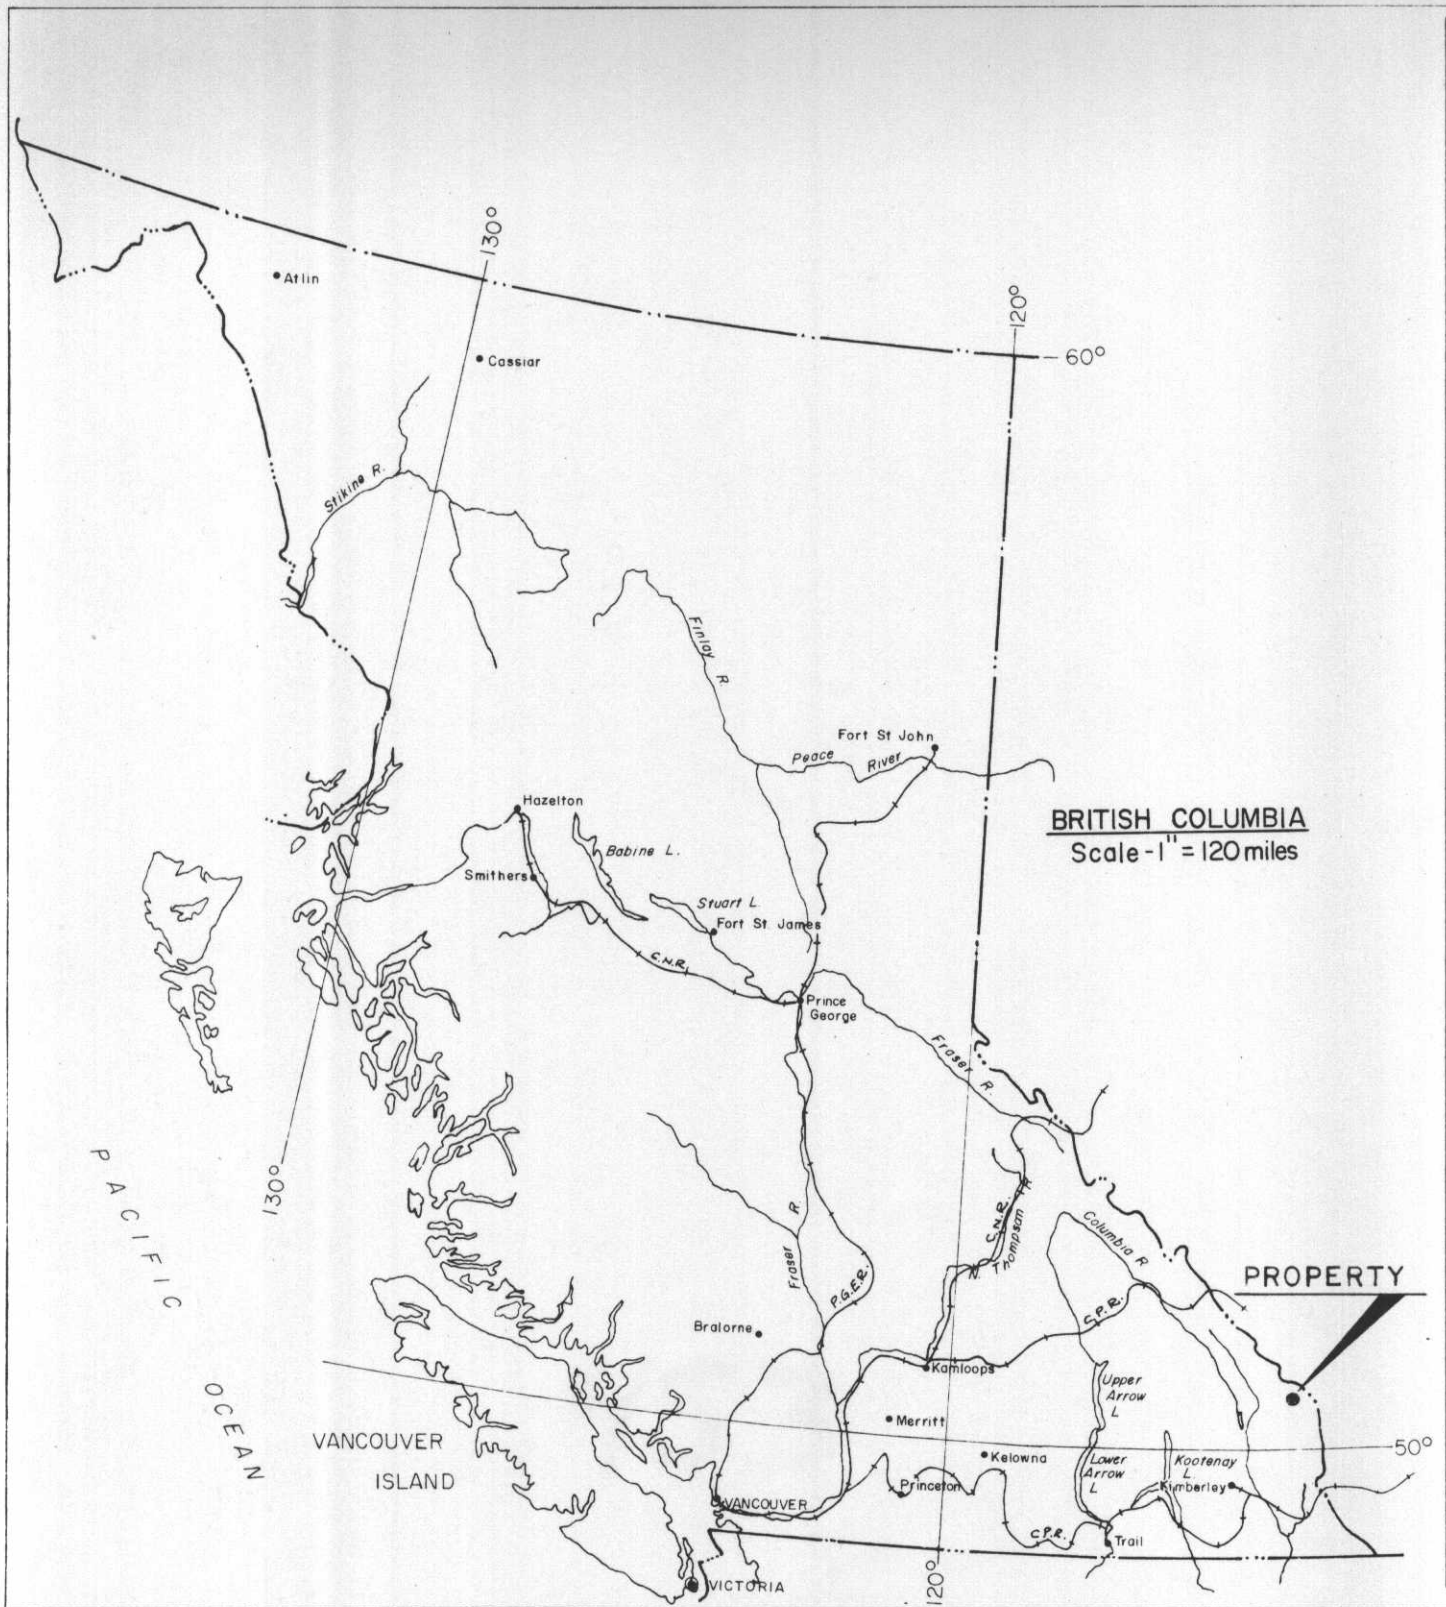 130°
Atlin
120°
Cassiar
60°
Stikine R.
Finlay R
Fort St John
Peace River
Hazelton
BRITISH COLUMBIA
Scale - 1" = 120 miles
Babine L.
Smithers
Stuart L.
Fort St. James
C.N.R.
Prince
George
Fraser R.
PACIFIC
OCEAN
130°
C.N.R.
N. Thompson R
Columbia R
Fraser R.
P.G.E.R.
C.P.R.
PROPERTY
Bralorne
Kamloops
Upper
Arrow
L
Merritt
VANCOUVER
ISLAND
50°
Kelowna
Lower
Arrow
L
Kootenay
L.
Kimberley
Princeton
VANCOUVER
C.P.R.
Trail
120°
VICTORIA